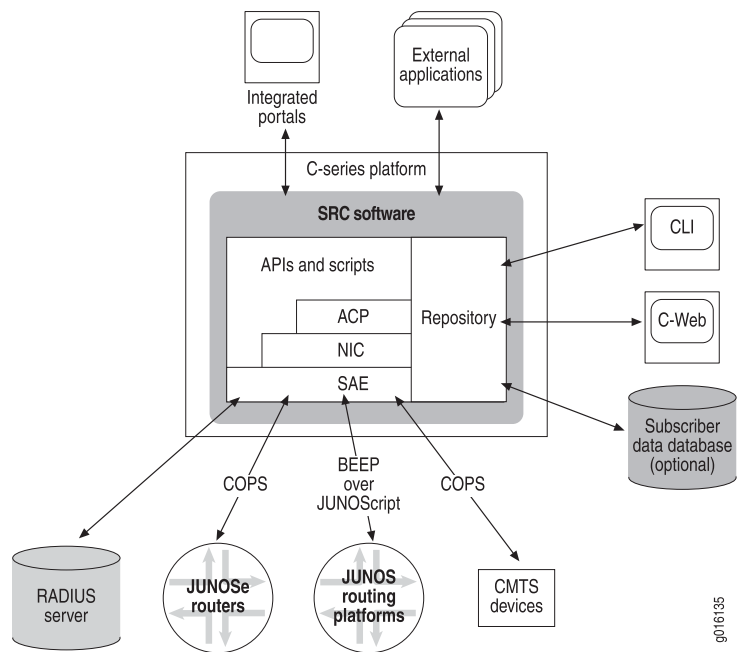 External
applications
Integrated
portals
C-series platform
SRC software
CLI
APIs and scripts
ACP
Repository
C-Web
NIC
SAE
Subscriber
data database
(optional)
BEEP
over
JUNOScript
COPS
COPS
RADIUS
server
JUNOSe
routers
JUNOS
routing
platforms
CMTS
devices
g016135